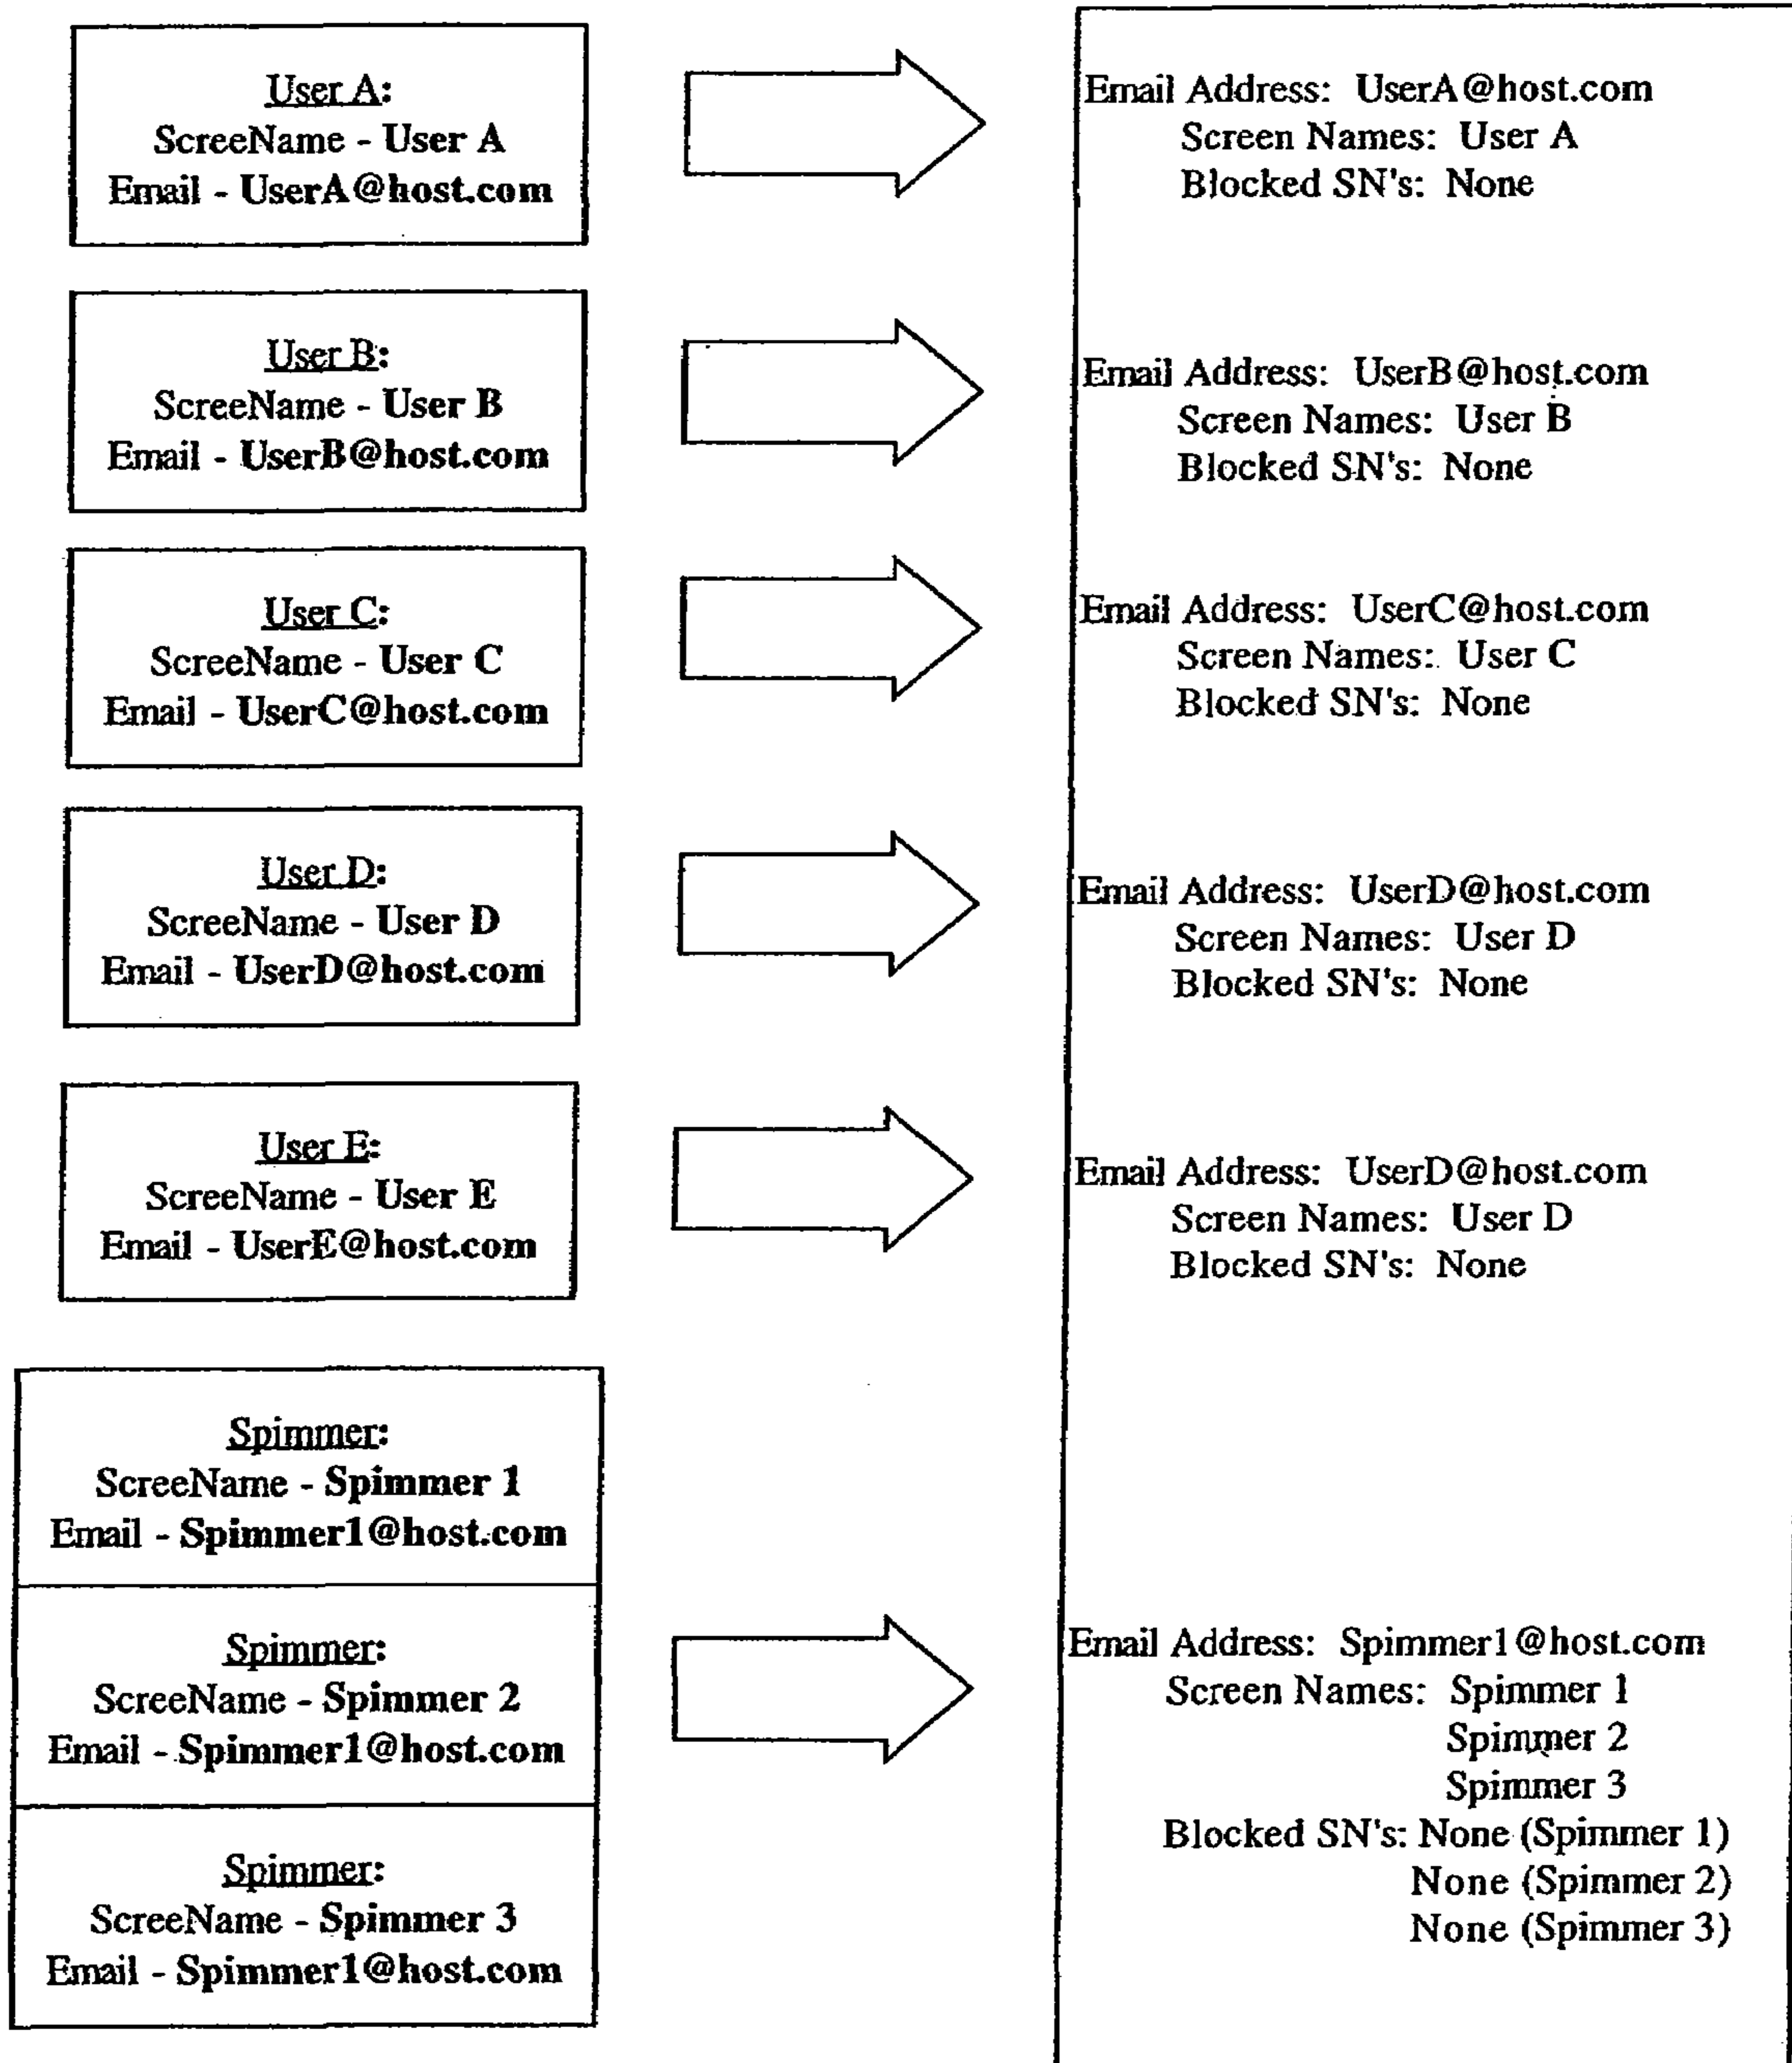 User A:
ScreeName - User A
Email - UserA@host.com
Email Address: UserA@host.com
Screen Names: User A
Blocked SN's: None
User B:
ScreeName - User B
Email - UserB@host.com
Email Address: UserB@host.com
Screen Names: User B
Blocked SN's: None
User C:
ScreeName - User C
Email - UserC@host.com
Email Address: UserC@host.com
Screen Names: User C
Blocked SN's: None
User D:
ScreeName - User D
Email - UserD@host.com
Email Address: UserD@host.com
Screen Names: User D
Blocked SN's: None
User E:
ScreeName - User E
Email - UserE@host.com
Email Address: UserD@host.com
Screen Names: User D
Blocked SN's: None
Spimmer:
ScreeName - Spimmer 1
Email - Spimmer1@host.com
Spimmer:
ScreeName - Spimmer 2
Email - Spimmer1@host.com
Spimmer:
ScreeName - Spimmer 3
Email - Spimmer1@host.com
Email Address: Spimmer1@host.com
Screen Names: Spimmer 1
Spimmer 2
Spimmer 3
Blocked SN's: None (Spimmer 1)
None (Spimmer 2)
None (Spimmer 3)